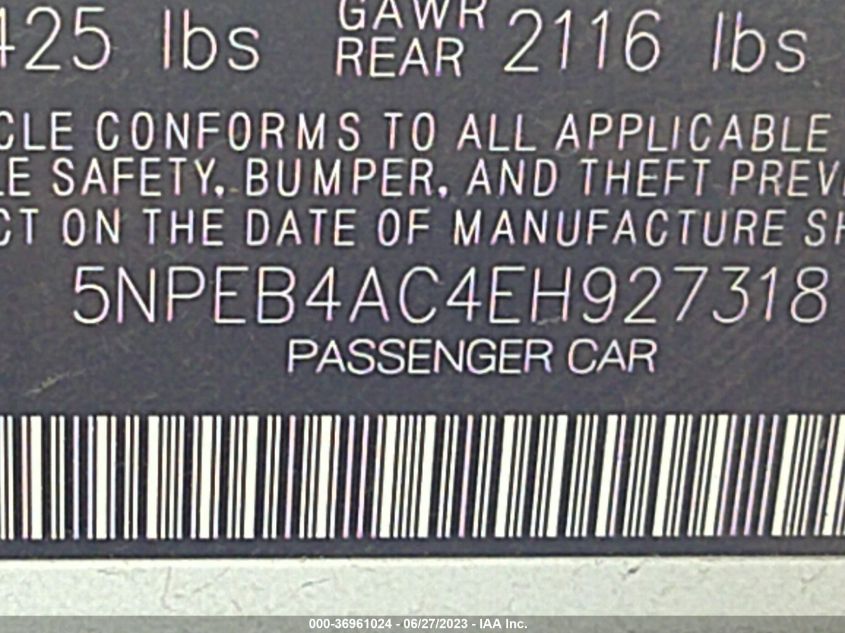 425 lbs GAWR REAR 2116 lbs
CLE CONFORMS TO ALL APPLICABLE
LE SAFETY, BUMPER, AND THEFT PREV
CT ON THE DATE OF MANUFACTURE SH
5NPEB4AC4EH927318
PASSENGER CAR
000-36961024 - 06/27/2023 - IAA Inc.